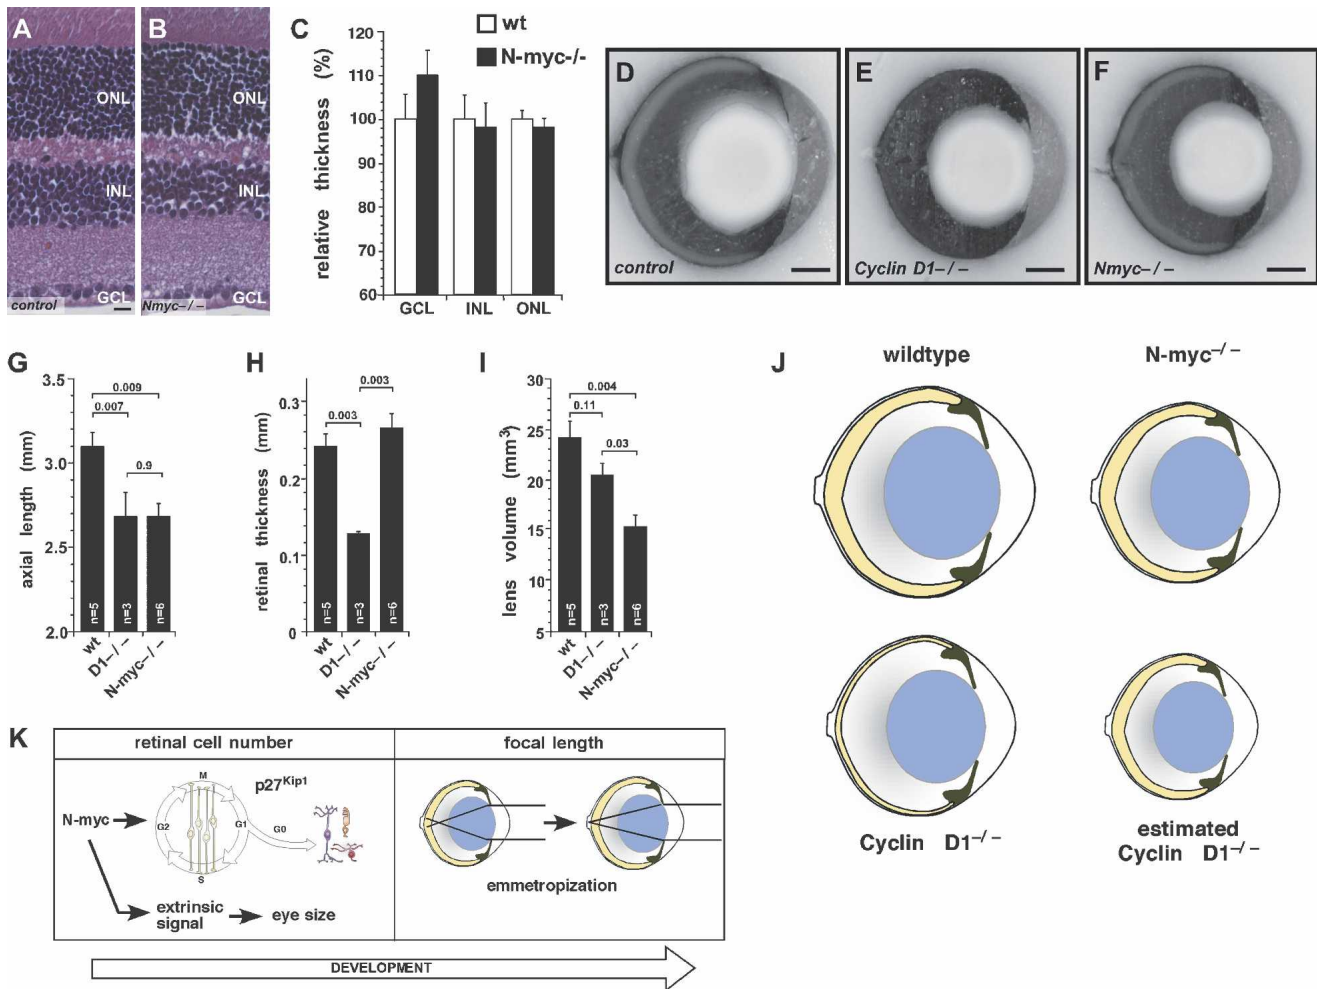 A
ONL
INL
GCL
control
B
ONL
INL
GCL
Nmyc–/–
C
wt
N-myc-/-
relative thickness (%)
120
110
100
90
80
70
60
GCL INL ONL
D
control
E
Cyclin D1–/–
F
Nmyc–/–
G
axial length (mm)
3.5
3.0
2.5
2.0
0.009
0.007
0.9
n=5 n=3 n=6
wt
D1–/–
N-myc–/–
H
retinal thickness (mm)
0.3
0.2
0.1
0
0.003
0.003
n=5 n=3 n=6
wt
D1–/–
N-myc–/–
I
lens volume (mm³)
30
25
20
15
10
5
0.004
0.11
0.03
n=5 n=3 n=6
wt
D1–/–
N-myc–/–
J
wildtype
N-myc–/–
Cyclin D1–/–
estimated
Cyclin D1–/–
K
retinal cell number
focal length
N-myc
M
G2
G1
S
p27Kip1
G0
extrinsic
signal
eye size
emmetropization
DEVELOPMENT